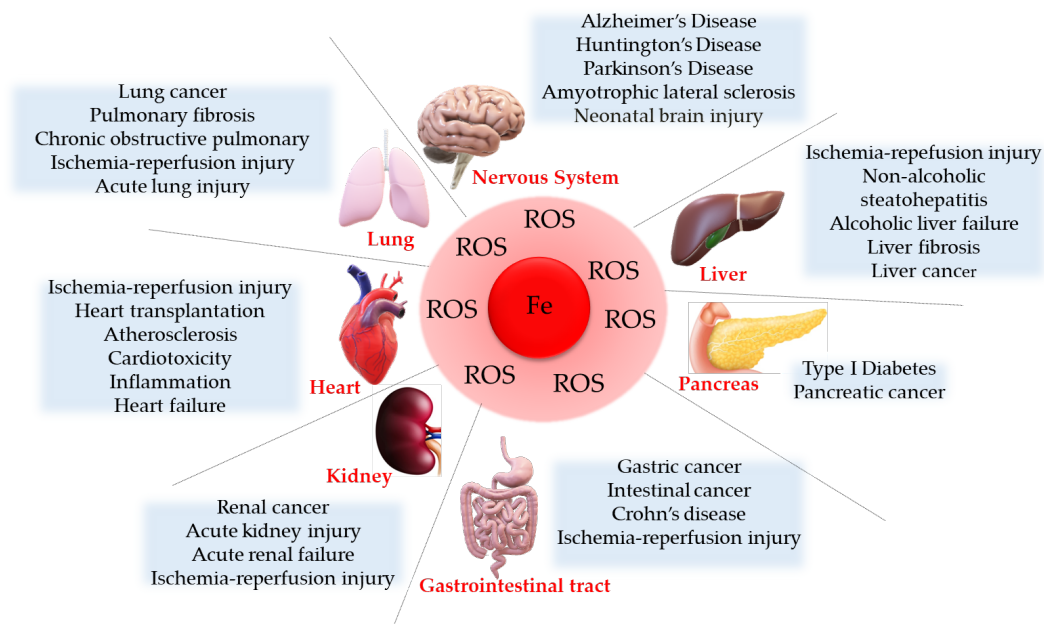 Alzheimer's Disease
Huntington's Disease
Parkinson's Disease
Amyotrophic lateral sclerosis
Neonatal brain injury
Nervous System
Lung cancer
Pulmonary fibrosis
Chronic obstructive pulmonary
Ischemia-reperfusion injury
Acute lung injury
Lung
Ischemia-repefusion injury
Non-alcoholic
steatohepatitis
Alcoholic liver failure
Liver fibrosis
Liver cancer
Liver
ROS
ROS
ROS
ROS
Fe
ROS
ROS
ROS
Ischemia-reperfusion injury
Heart transplantation
Atherosclerosis
Cardiotoxicity
Inflammation
Heart failure
Heart
Pancreas
Type I Diabetes
Pancreatic cancer
Kidney
Renal cancer
Acute kidney injury
Acute renal failure
Ischemia-reperfusion injury
Gastric cancer
Intestinal cancer
Crohn's disease
Ischemia-reperfusion injury
Gastrointestinal tract